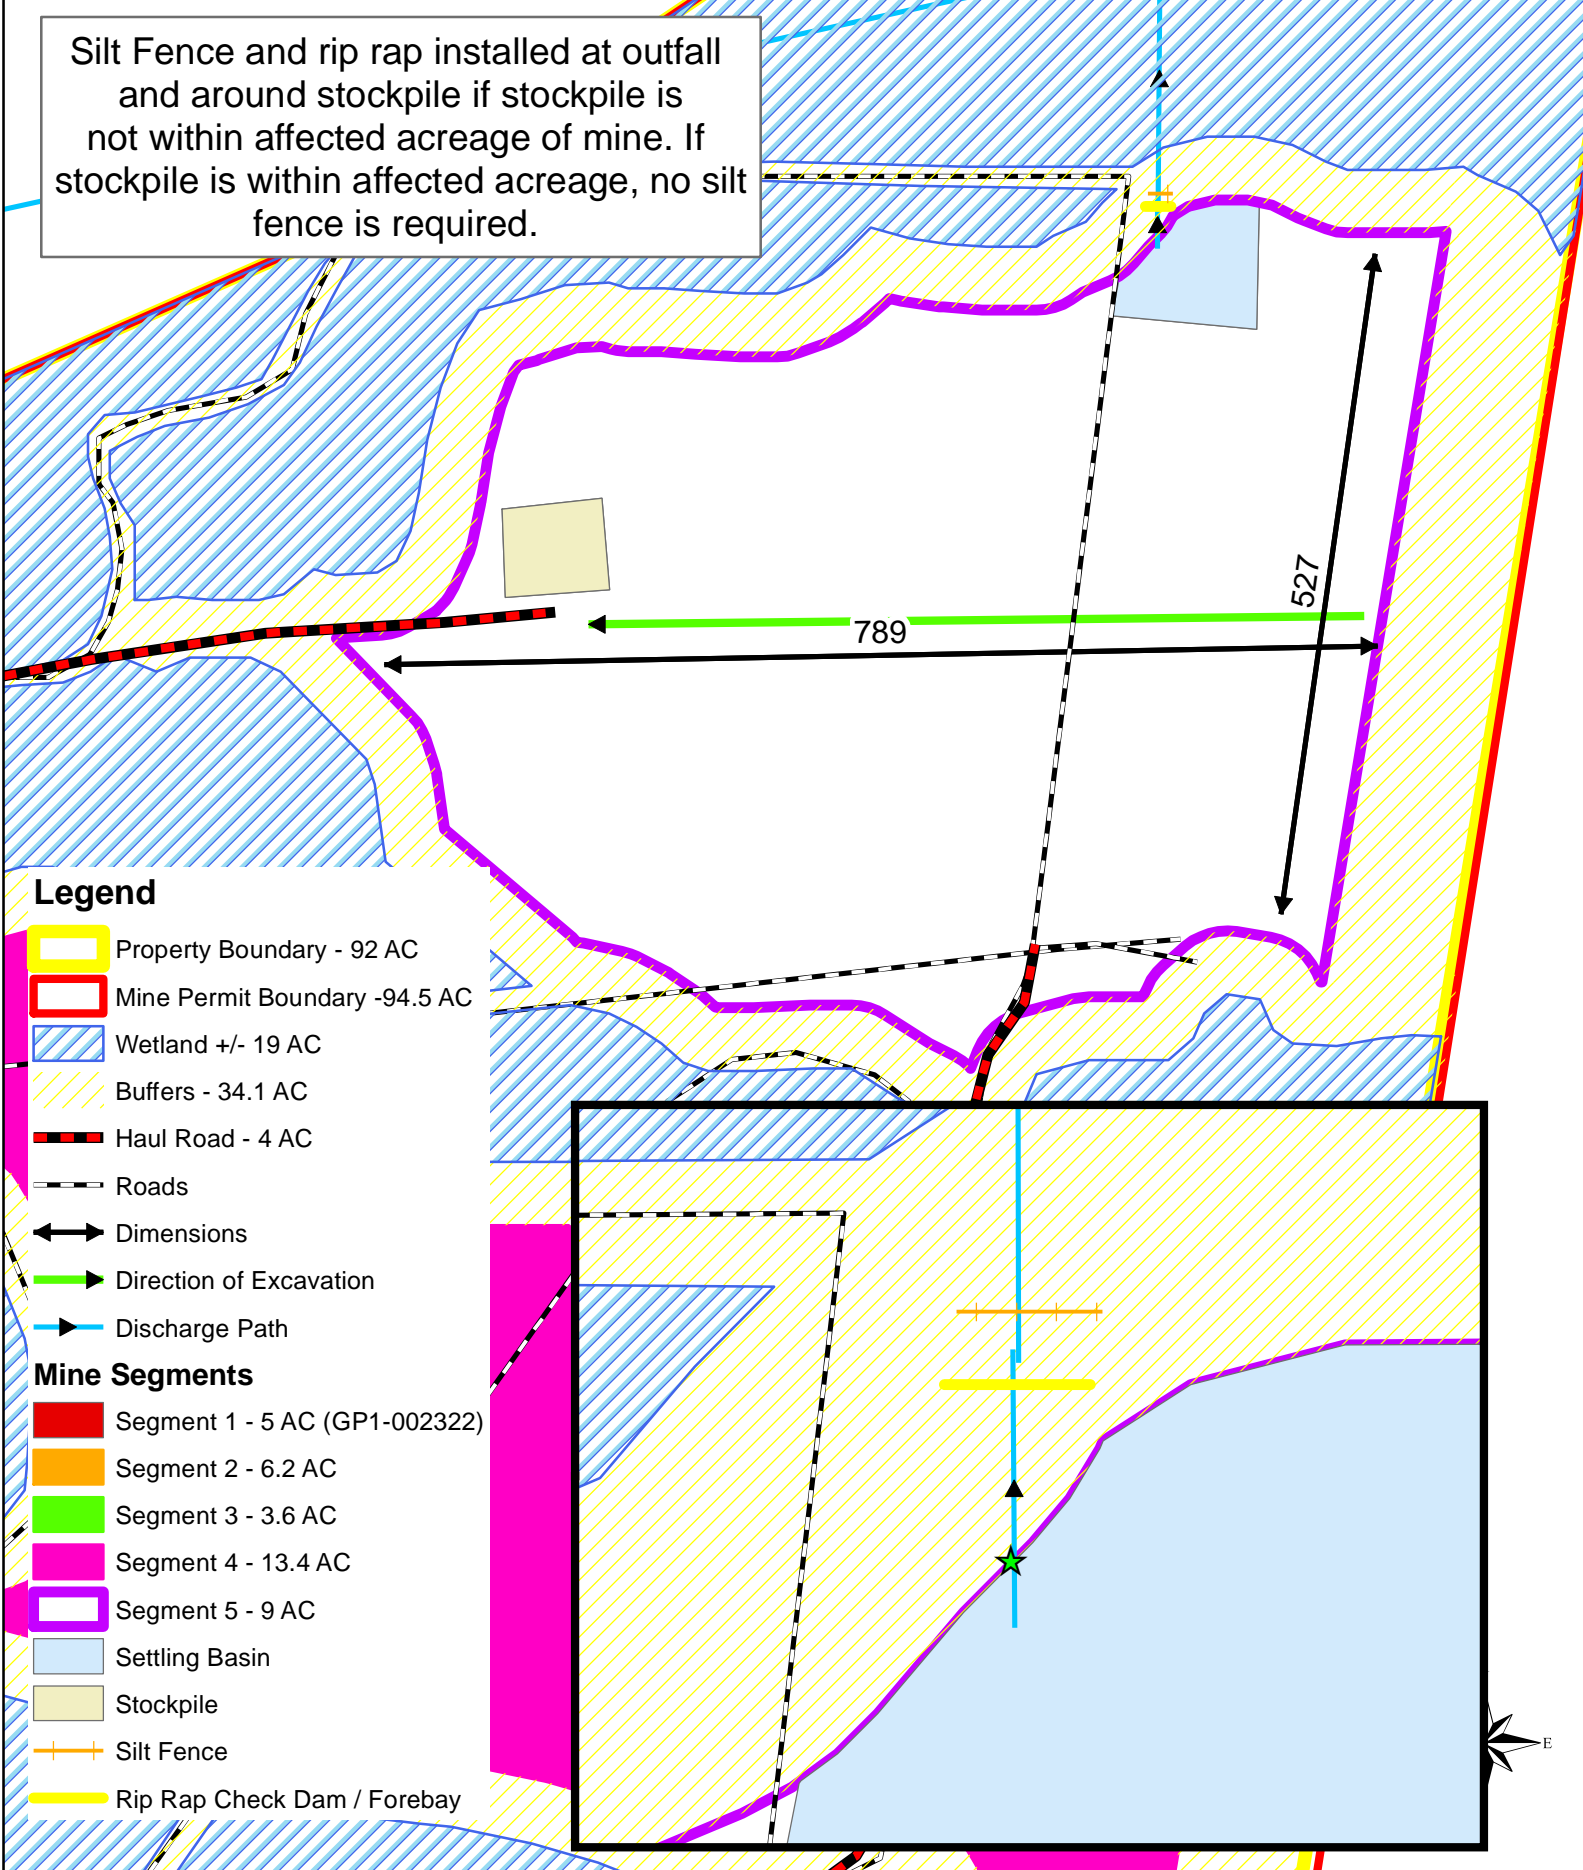 Silt Fence and rip rap installed at outfall
and around stockpile if stockpile is
not within affected acreage of mine. If
stockpile is within affected acreage, no silt
fence is required.
527
789
Legend
Property Boundary - 92 AC
Mine Permit Boundary -94.5 AC
Wetland +/- 19 AC
Buffers - 34.1 AC
Haul Road - 4 AC
Roads
Dimensions
Direction of Excavation
Discharge Path
Mine Segments
Segment 1 - 5 AC (GP1-002322)
Segment 2 - 6.2 AC
Segment 3 - 3.6 AC
Segment 4 - 13.4 AC
Segment 5 - 9 AC
Settling Basin
Stockpile
Silt Fence
Rip Rap Check Dam / Forebay
E